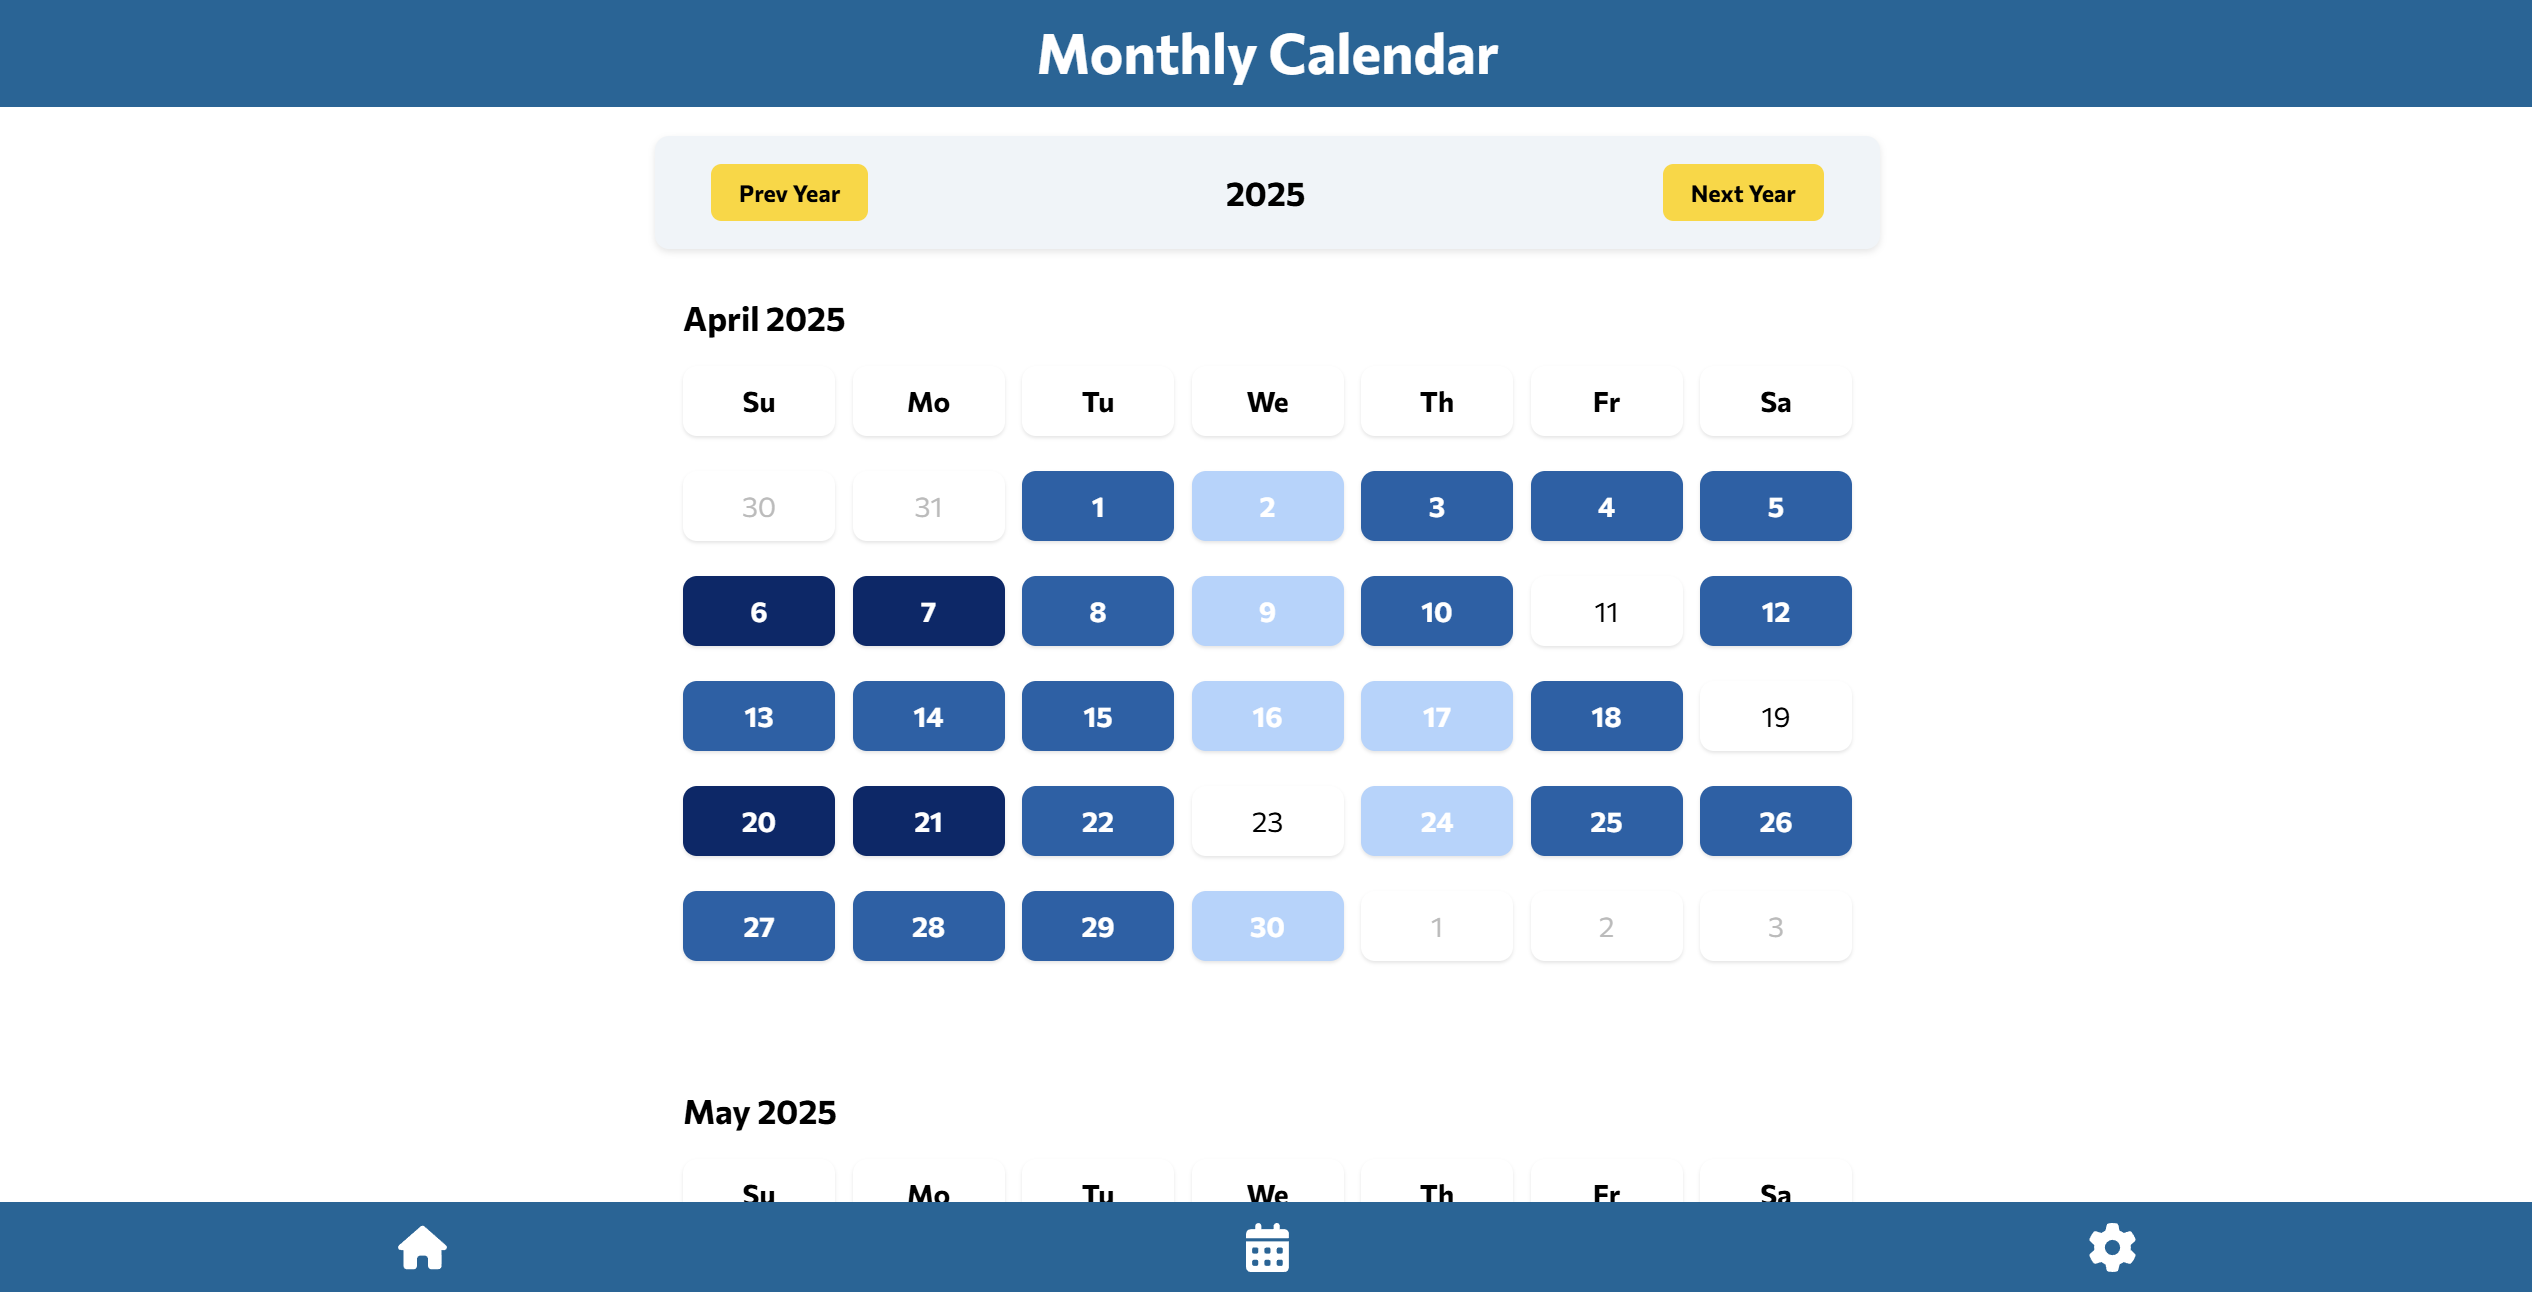 Monthly Calendar
Prev Year 2025 Next Year
April 2025
Su Mo Tu We Th Fr Sa
30 31 1 2 3 4 5
6 7 8 9 10 11 12
13 14 15 16 17 18 19
20 21 22 23 24 25 26
27 28 29 30 1 2 3
May 2025
Su Mo Tu We Th Fr Sa